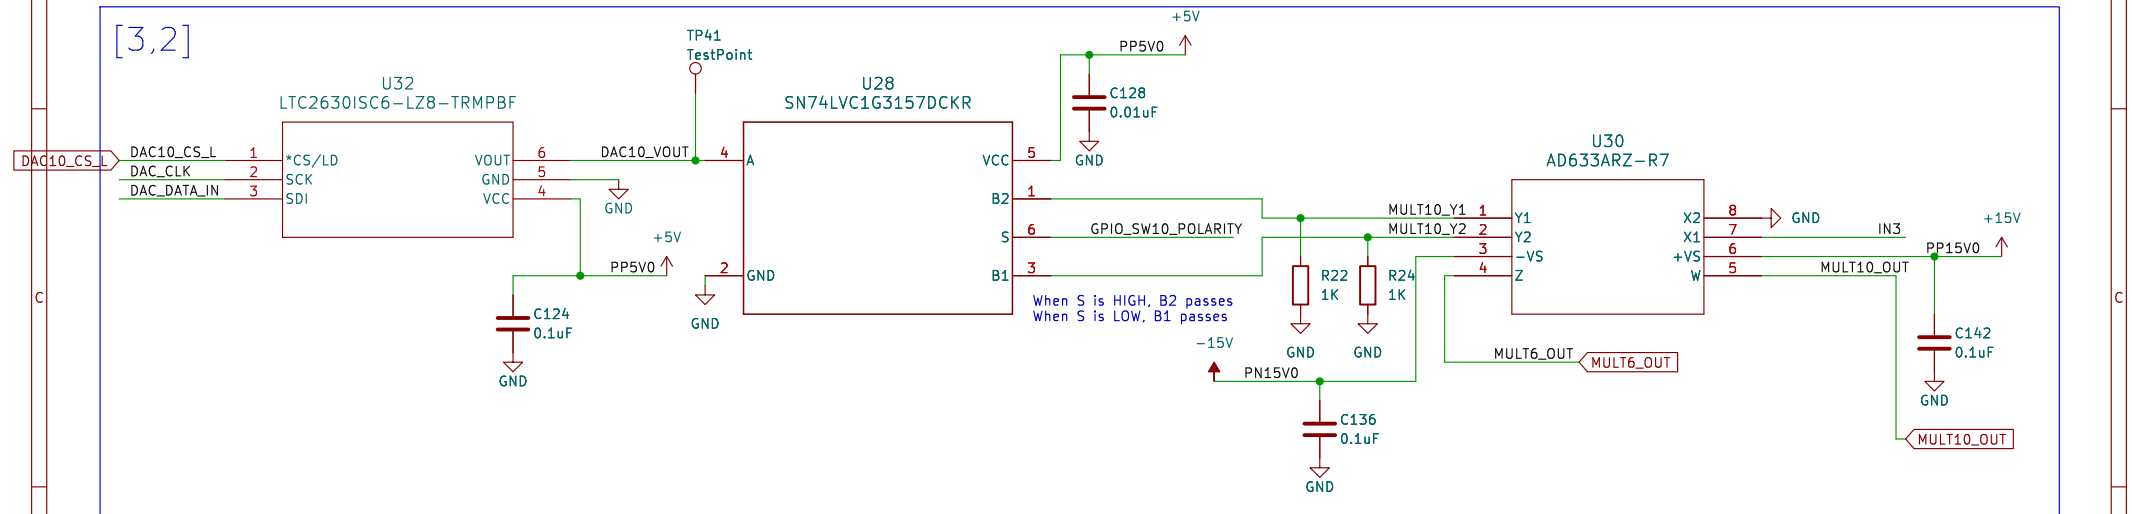 [3,2]
U32
LTC2630ISC6-LZ8-TRMPBF
DAC10_CS_L
DAC10_CS_L
DAC_CLK
DAC_DATA_IN
1
2
3
*CS/LD
SCK
SDI
VOUT
GND
VCC
6
5
4
DAC10_VOUT
GND
+5V
PP5V0
C124
0.1uF
GND
TP41
TestPoint
U28
SN74LVC1G3157DCKR
4
A
2
GND
GND
VCC
5
B2
1
S
6
B1
3
+5V
PP5V0
C128
0.01uF
GND
GPIO_SW10_POLARITY
When S is HIGH, B2 passes
When S is LOW, B1 passes
MULT10_Y1
MULT10_Y2
R22
1K
GND
R24
1K
GND
-15V
PN15V0
C136
0.1uF
GND
U30
AD633ARZ-R7
1
2
3
4
Y1
Y2
-VS
Z
X2
X1
+VS
W
8
7
6
5
GND
IN3
+15V
PP15V0
MULT10_OUT
C142
0.1uF
GND
MULT6_OUT
MULT6_OUT
MULT10_OUT
C
C